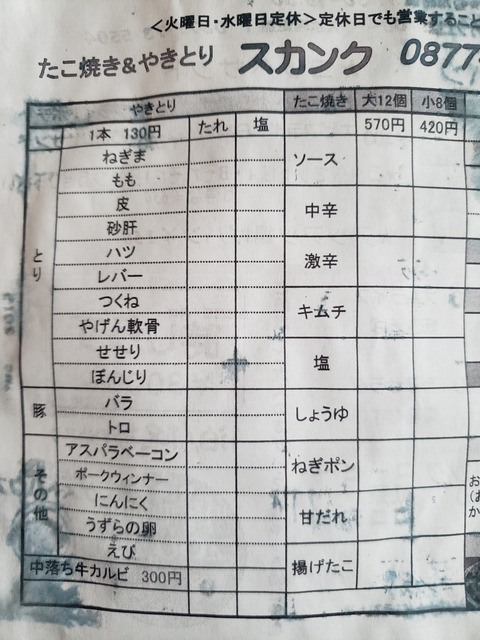 ＜火曜日・水曜日定休＞定休日でも営業すること
たこ焼き&やきとり スカンク 0877
やきとり たこ焼き 大12個 小8個
1本 130円 たれ 塩 570円 420円
とり
ねぎま
もも
皮
砂肝
ハツ
レバー
つくね
やげん軟骨
せせり
ぼんじり
豚
バラ
トロ
その他
アスパラベーコン
ポークウィンナー
にんにく
うずらの卵
えび
中落ち牛カルビ 300円
ソース
中辛
激辛
キムチ
塩
しょうゆ
ねぎポン
甘だれ
揚げたこ